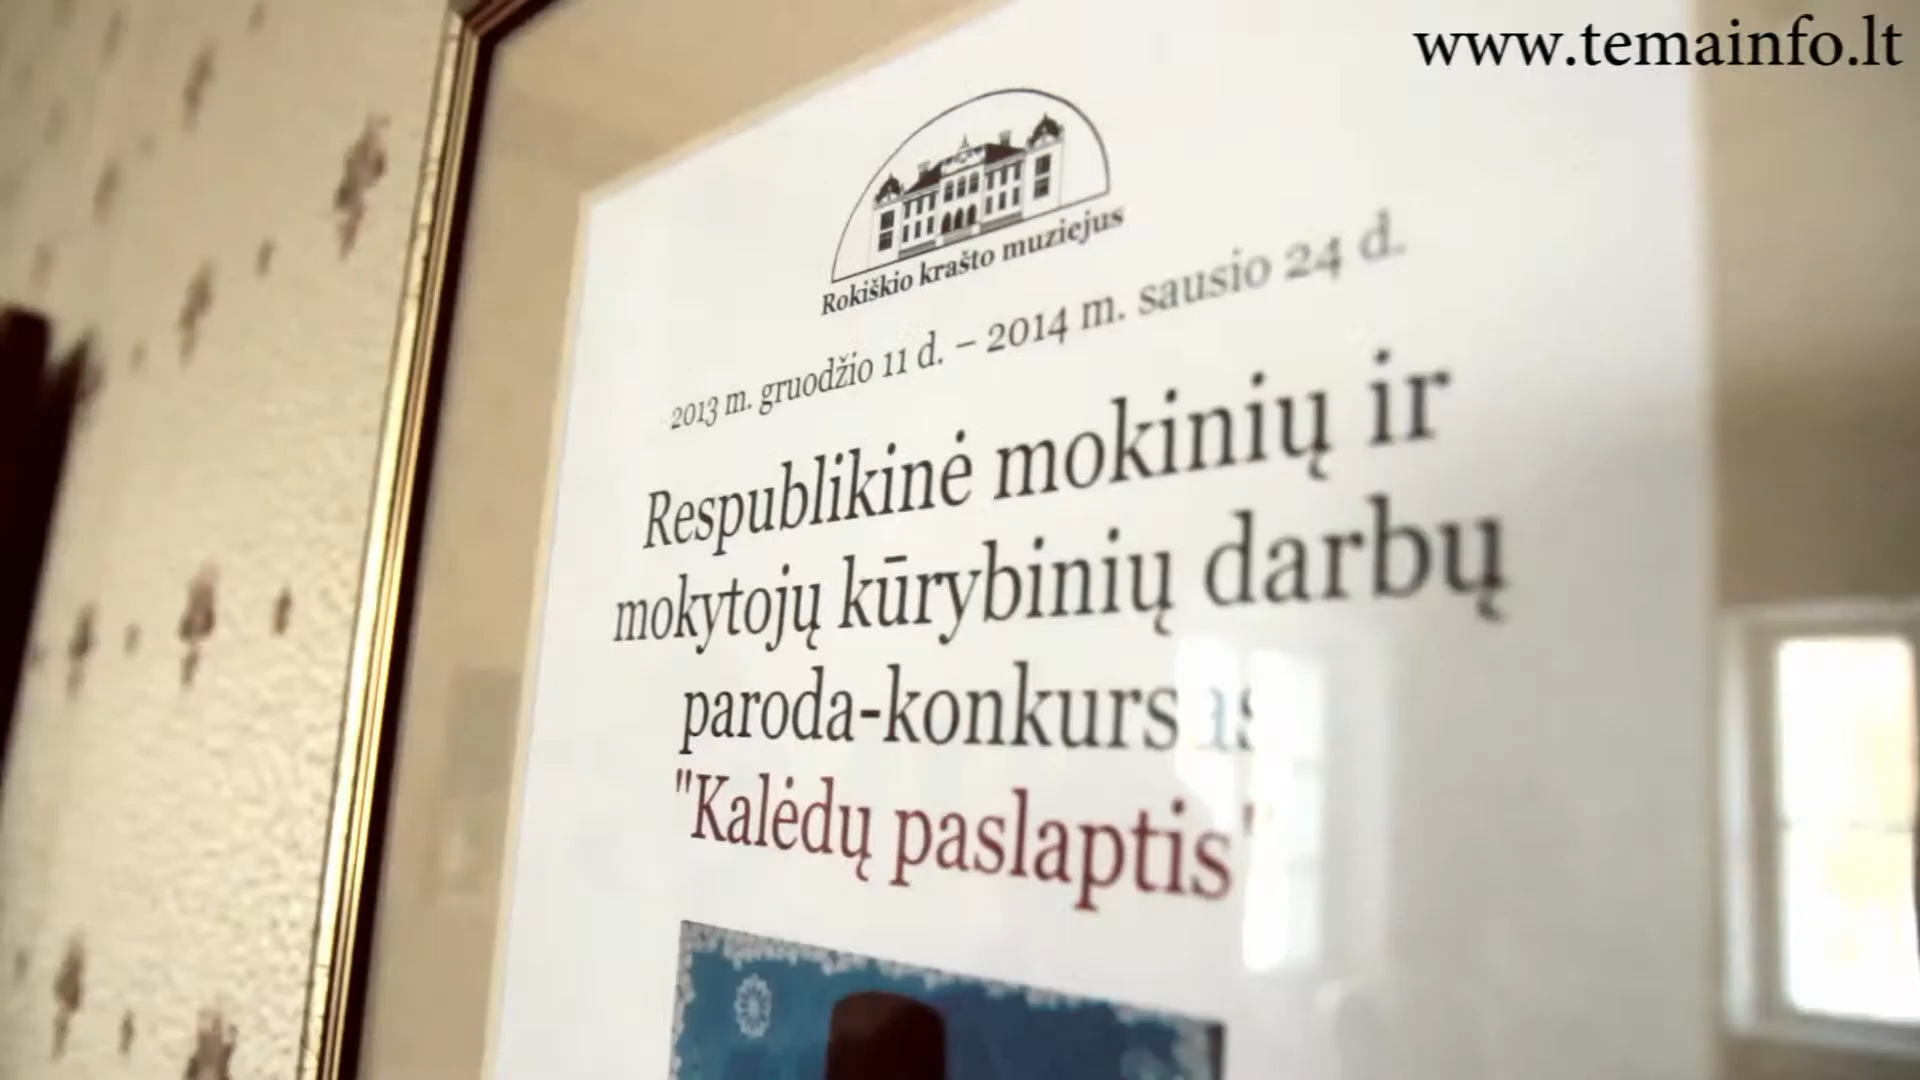 www.temainfo.lt
Rokiškio krašto muziejus
2013 m. gruodžio 11 d. – 2014 m. sausio 24 d.
Respublikinė mokinių ir
mokytojų kūrybinių darbų
paroda-konkursas
"Kalėdų paslaptis"